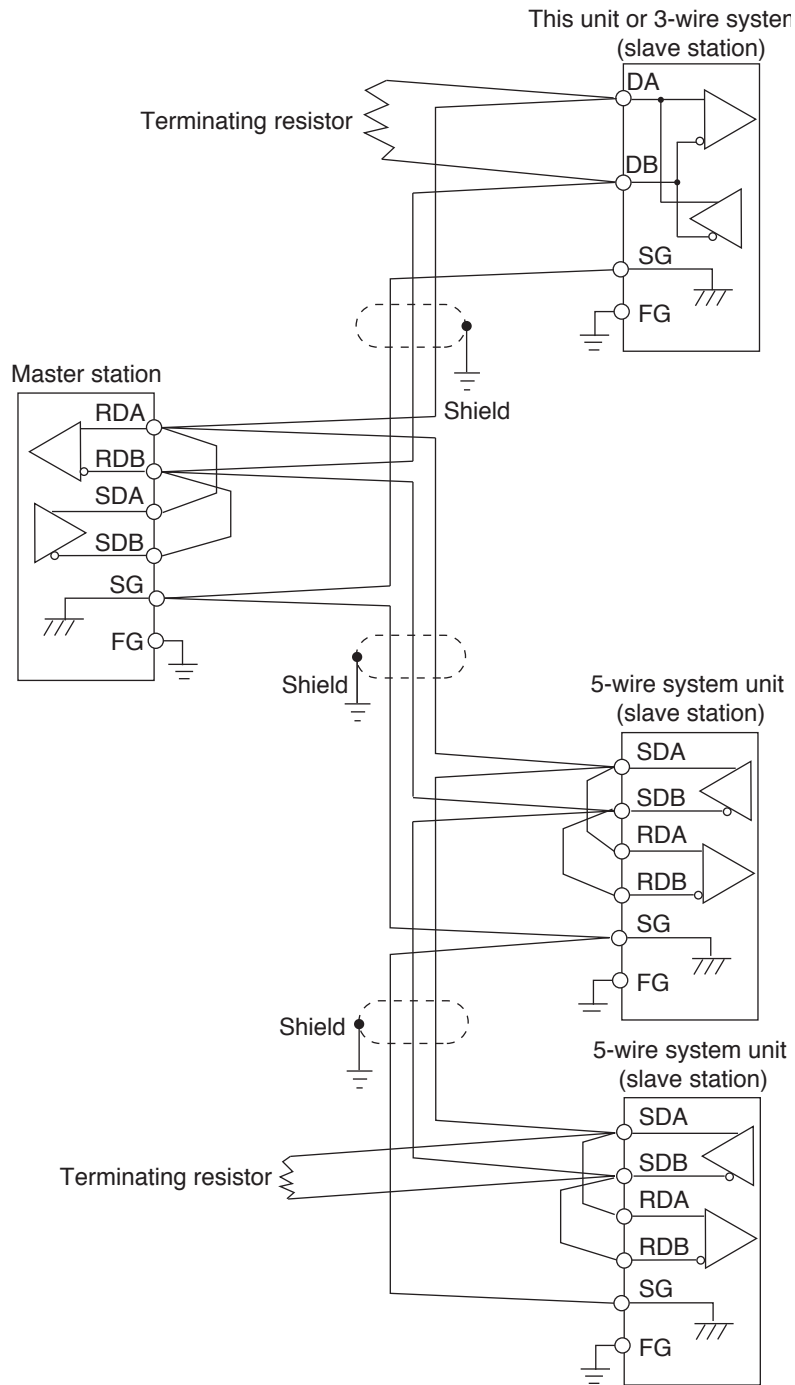 This unit or 3-wire system
(slave station)
DA
Terminating resistor
DB
SG
FG
Shield
Master station
RDA
RDB
SDA
SDB
SG
FG
Shield
5-wire system unit
(slave station)
SDA
SDB
RDA
RDB
SG
FG
Shield
5-wire system unit
(slave station)
SDA
SDB
Terminating resistor
RDA
RDB
SG
FG